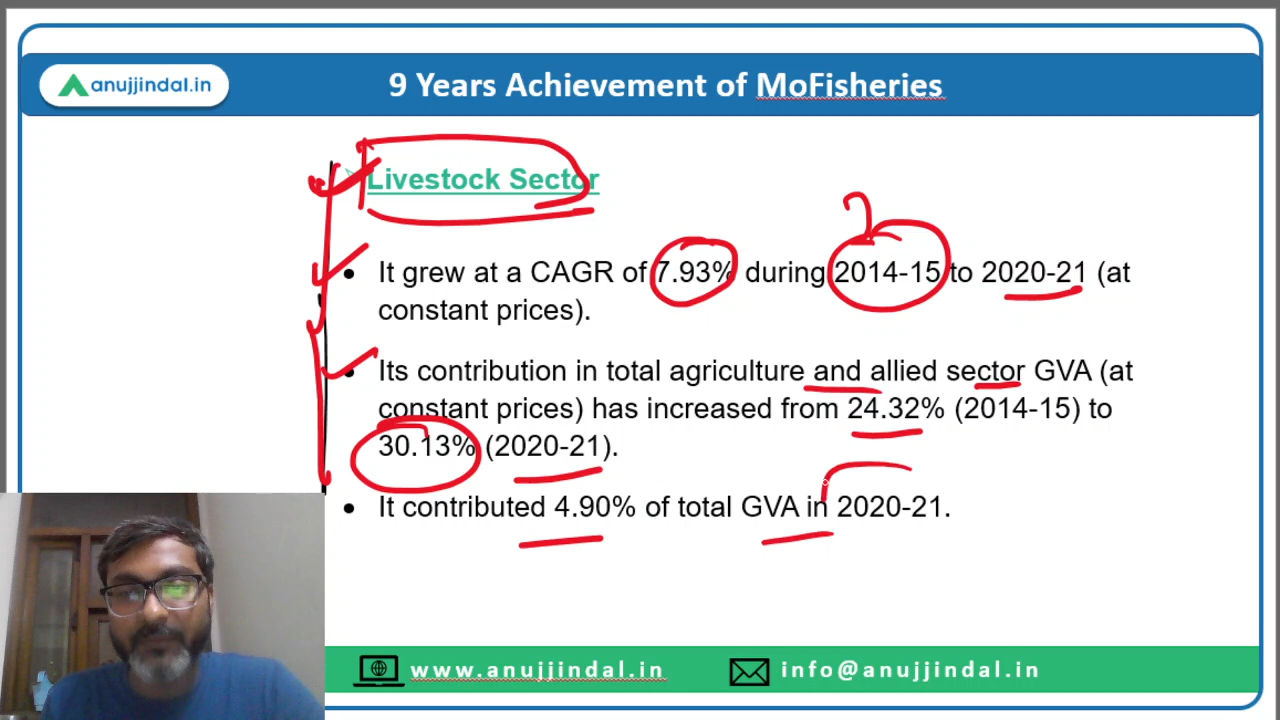 anujjindal.in
9 Years Achievement of MoFisheries
Livestock Sector
It grew at a CAGR of 7.93% during 2014-15 to 2020-21 (at
constant prices).
Its contribution in total agriculture and allied sector GVA (at
constant prices) has increased from 24.32% (2014-15) to
30.13% (2020-21).
It contributed 4.90% of total GVA in 2020-21.
www.anujjindal.in
info@anujjindal.in